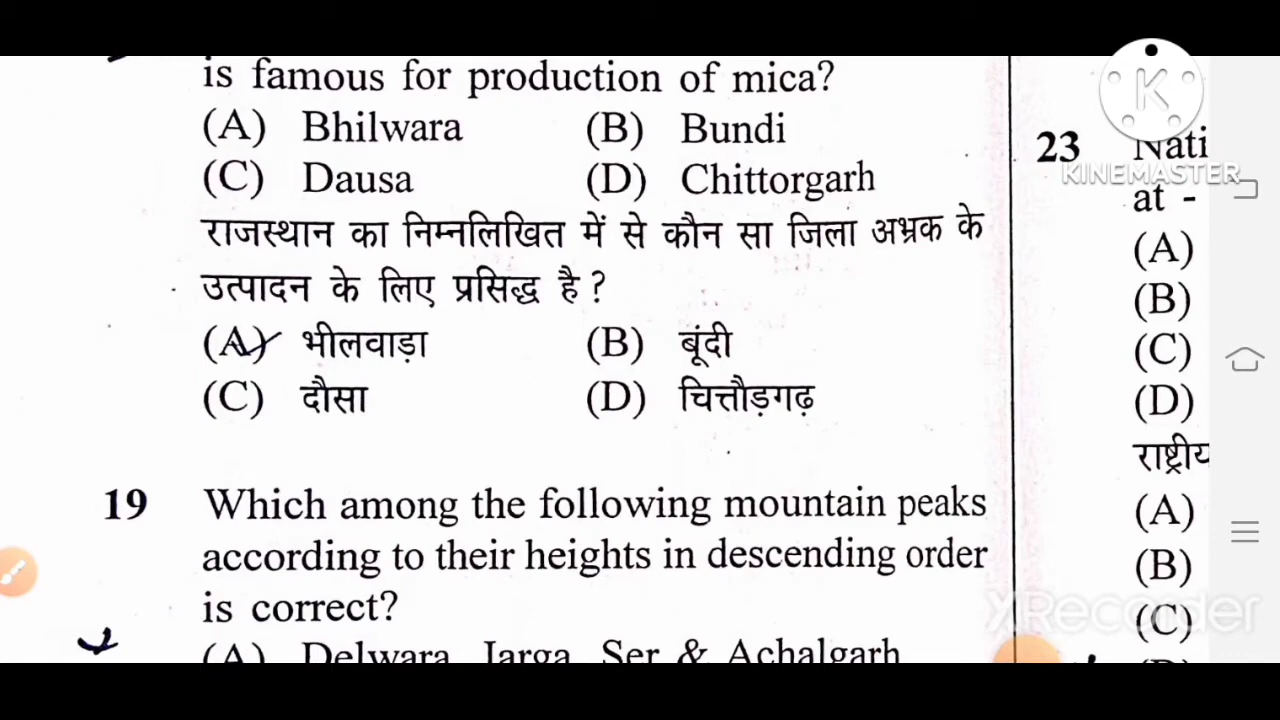 is famous for production of mica?
(A) Bhilwara (B) Bundi
(C) Dausa (D) Chittorgarh
राजस्थान का निम्नलिखित में से कौन सा जिला अभ्रक के
उत्पादन के लिए प्रसिद्ध है ?
(A) भीलवाड़ा (B) बूंदी
(C) दौसा (D) चित्तौड़गढ़
19 Which among the following mountain peaks
according to their heights in descending order
is correct?
(A) Delwara, Jarga, Ser & Achalgarh
23 Nati
at -
(A)
(B)
(C)
(D)
राष्ट्रीय
(A)
(B)
(C)
K
KINEMASTER
XRecorder